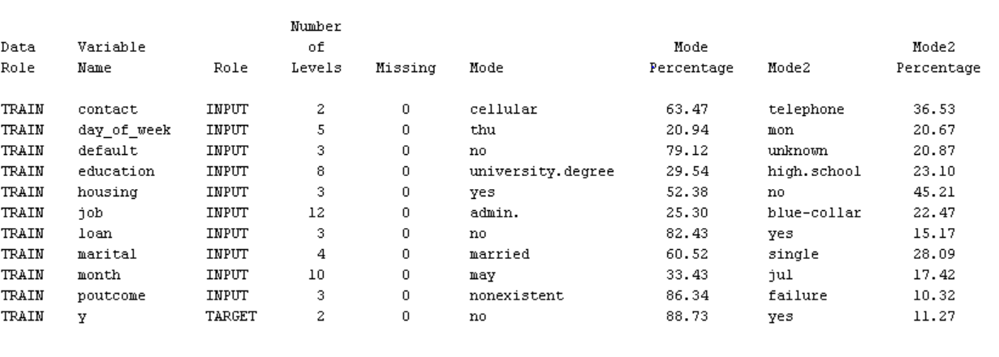 Number
Data Variable of Mode Mode2
Role Name Role Levels Missing Mode Percentage Mode2 Percentage
TRAIN contact INPUT 2 0 cellular 63.47 telephone 36.53
TRAIN day_of_week INPUT 5 0 thu 20.94 mon 20.67
TRAIN default INPUT 3 0 no 79.12 unknown 20.87
TRAIN education INPUT 8 0 university.degree 29.54 high.school 23.10
TRAIN housing INPUT 3 0 yes 52.38 no 45.21
TRAIN job INPUT 12 0 admin. 25.30 blue-collar 22.47
TRAIN loan INPUT 3 0 no 82.43 yes 15.17
TRAIN marital INPUT 4 0 married 60.52 single 28.09
TRAIN month INPUT 10 0 may 33.43 jul 17.42
TRAIN poutcome INPUT 3 0 nonexistent 86.34 failure 10.32
TRAIN y TARGET 2 0 no 88.73 yes 11.27